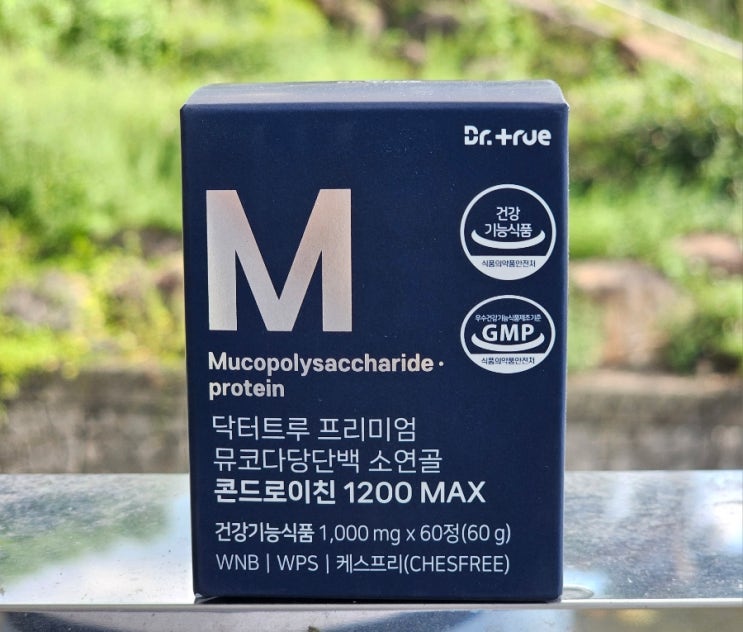 Dr.true
M
건강
기능식품
식품의약품안전처
우수건강기능식품제조기준
GMP
식품의약품안전처
Mucopolysaccharide·
protein
닥터트루 프리미엄
뮤코다당단백 소연골
콘드로이친 1200 MAX
건강기능식품 1,000 mg x 60정(60 g)
WNB | WPS | 케스프리(CHESFREE)